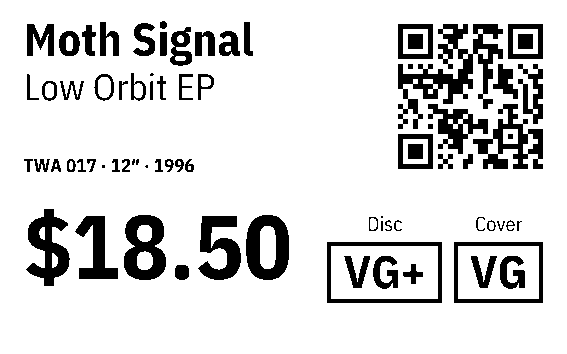 Moth Signal
Low Orbit EP
TWA 017 · 12″ · 1996
$18.50
Disc
VG+
Cover
VG